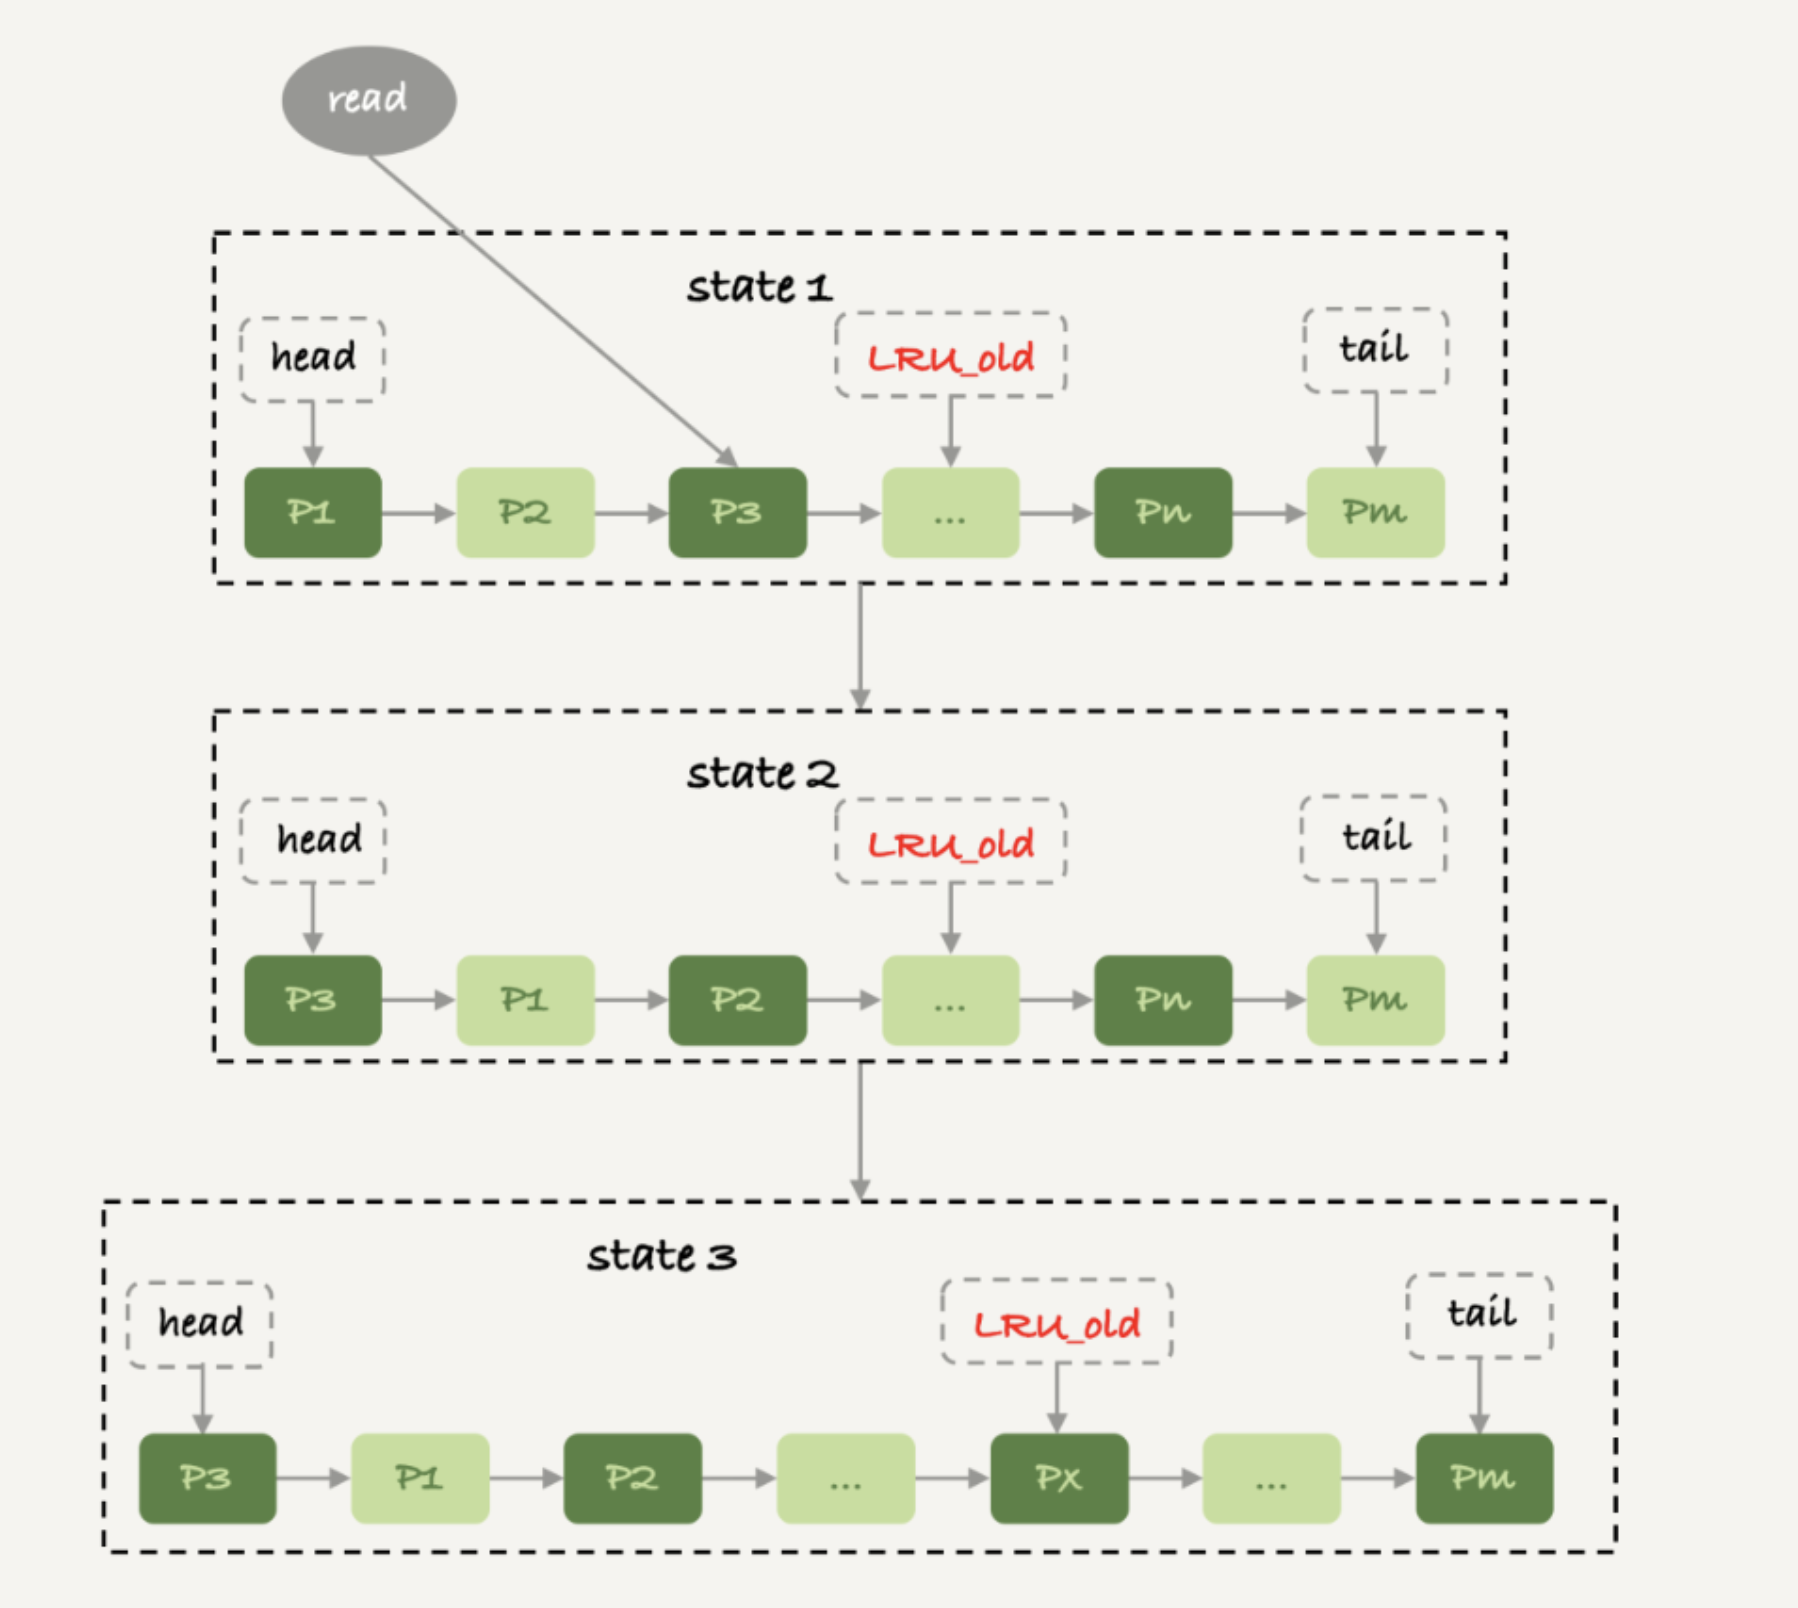 read
state 1
head
LRU_old
tail
P1
P2
P3
...
Pn
Pm
state 2
head
LRU_old
tail
P3
P1
P2
...
Pn
Pm
state 3
head
LRU_old
tail
P3
P1
P2
...
Px
...
Pm